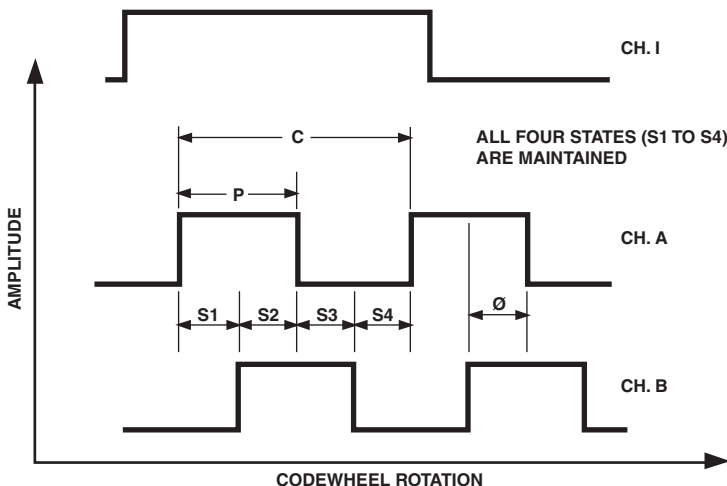 CH. I
C
ALL FOUR STATES (S1 TO S4)
ARE MAINTAINED
P
AMPLITUDE
CH. A
S1 S2 S3 S4 Ø
CH. B
CODEWHEEL ROTATION